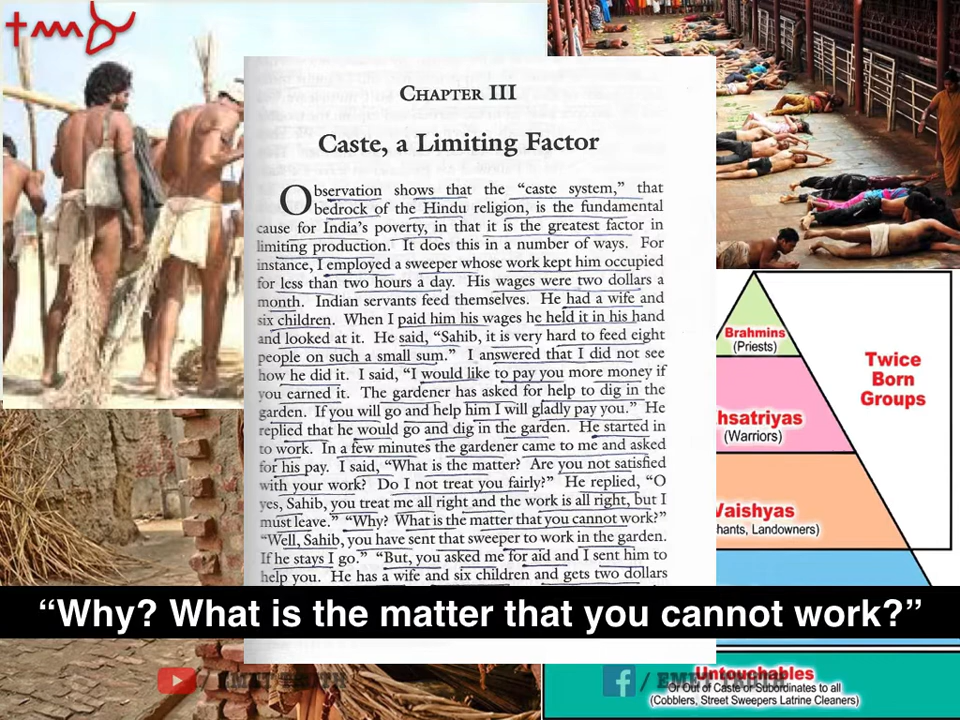 CHAPTER III
Caste, a Limiting Factor
Observation shows that the “caste system,” that
bedrock of the Hindu religion, is the fundamental
cause for India’s poverty, in that it is the greatest factor in
limiting production. It does this in a number of ways. For
instance, I employed a sweeper whose work kept him occupied
for less than two hours a day. His wages were two dollars a
month. Indian servants feed themselves. He had a wife and
six children. When I paid him his wages he held it in his hand
and looked at it. He said, “Sahib, it is very hard to feed eight
people on such a small sum.” I answered that I did not see
how he did it. I said, “I would like to pay you more money if
you earned it. The gardener has asked for help to dig in the
garden. If you will go and help him I will gladly pay you.” He
replied that he would go and dig in the garden. He started in
to work. In a few minutes the gardener came to me and asked
for his pay. I said, “What is the matter? Are you not satisfied
with your work? Do I not treat you fairly?” He replied, “O
yes, Sahib, you treat me all right and the work is all right, but I
must leave.” “Why? What is the matter that you cannot work?”
“Well, Sahib, you have sent that sweeper to work in the garden.
If he stays I go.” “But, you asked me for aid and I sent him to
help you. He has a wife and six children and gets two dollars
Brahmins
(Priests)
Twice
Born
Groups
hsatriyas
(Warriors)
Vaishyas
hants, Landowners)
“Why? What is the matter that you cannot work?”
/ EMET TRUTH
/ EMET TRUTH
Untouchables
Or Out of Caste or Subordinates to all
(Cobblers, Street Sweepers Latrine Cleaners)